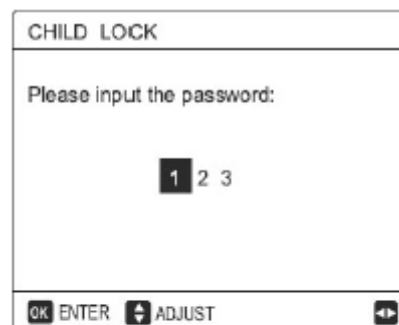 CHILD LOCK
Please input the password:
1 2 3
OK ENTER ADJUST